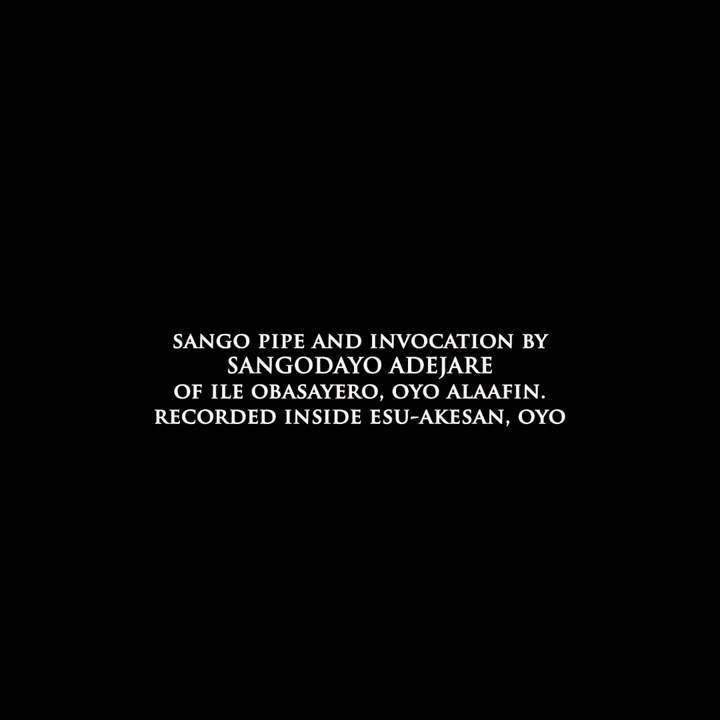 SANGO PIPE AND INVOCATION BY
SANGODAYO ADEJARE
OF ILE OBASAYERO, OYO ALAAFIN.
RECORDED INSIDE ESU-AKESAN, OYO